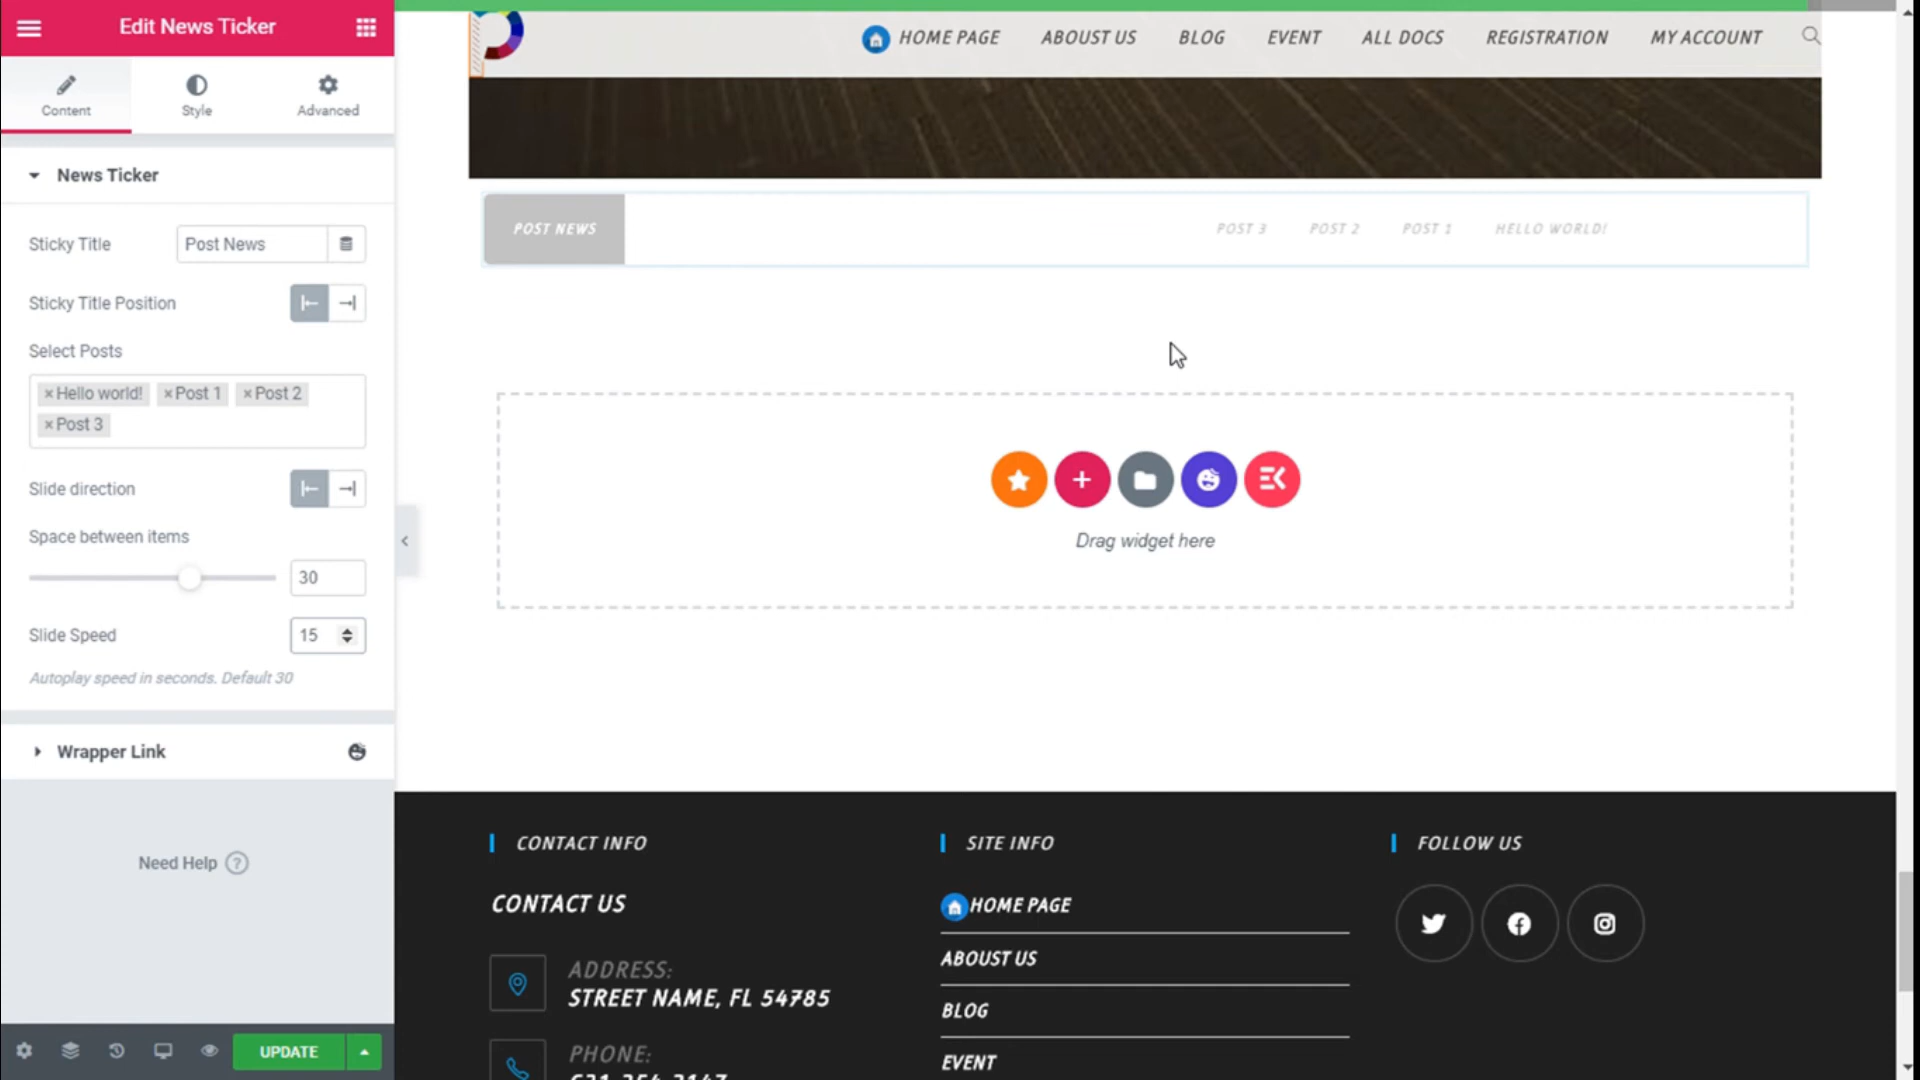 Edit News Ticker
HOME PAGE ABOUST US BLOG EVENT ALL DOCS REGISTRATION MY ACCOUNT
Content Style Advanced
News Ticker
Sticky Title Post News
POST NEWS POST 3 POST 2 POST 1 HELLO WORLD!
Sticky Title Position
Select Posts
×Hello world! ×Post 1 ×Post 2
×Post 3
Slide direction
Space between items
30
Slide Speed 15
Autoplay speed in seconds. Default 30
Drag widget here
Wrapper Link
Need Help ?
UPDATE
CONTACT INFO
CONTACT US
ADDRESS:
STREET NAME, FL 54785
PHONE:
SITE INFO
HOME PAGE
ABOUST US
BLOG
EVENT
FOLLOW US